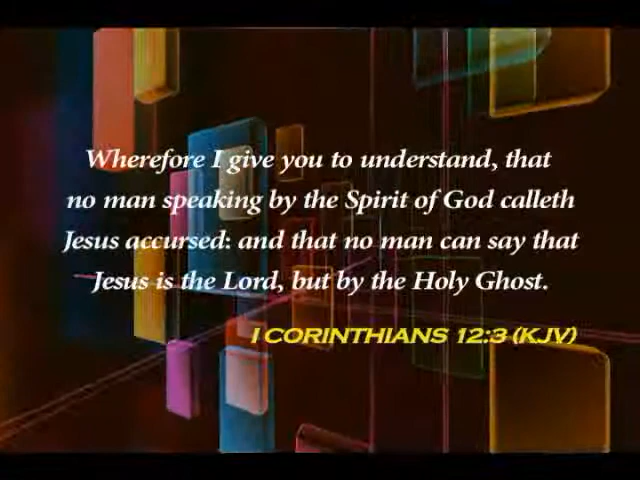 Wherefore I give you to understand, that
no man speaking by the Spirit of God calleth
Jesus accursed: and that no man can say that
Jesus is the Lord, but by the Holy Ghost.
I CORINTHIANS 12:3 (KJV)